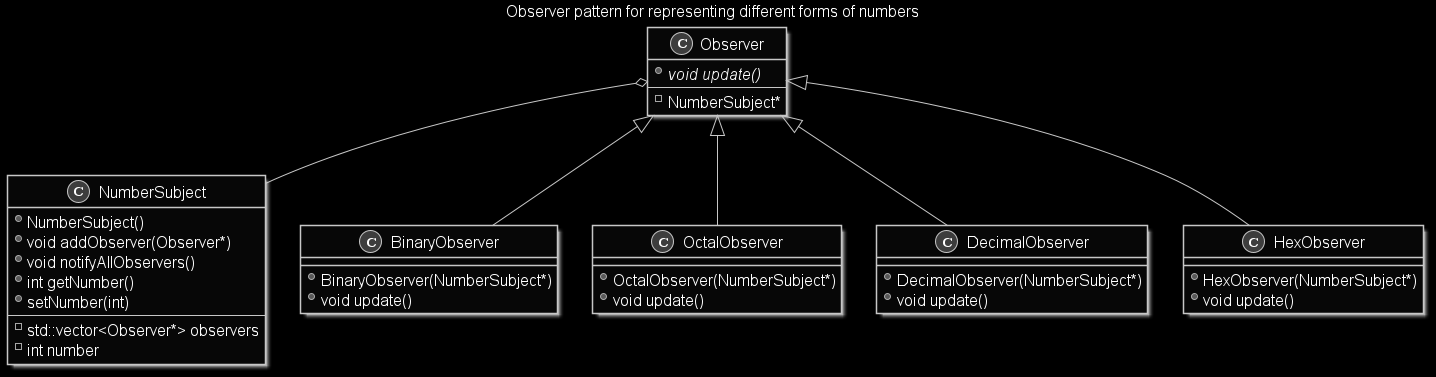 Observer pattern for representing different forms of numbers
C Observer
void update()
NumberSubject*
C NumberSubject
NumberSubject()
void addObserver(Observer*)
void notifyAllObservers()
int getNumber()
setNumber(int)
std::vector<Observer*> observers
int number
C BinaryObserver
BinaryObserver(NumberSubject*)
void update()
C OctalObserver
OctalObserver(NumberSubject*)
void update()
C DecimalObserver
DecimalObserver(NumberSubject*)
void update()
C HexObserver
HexObserver(NumberSubject*)
void update()